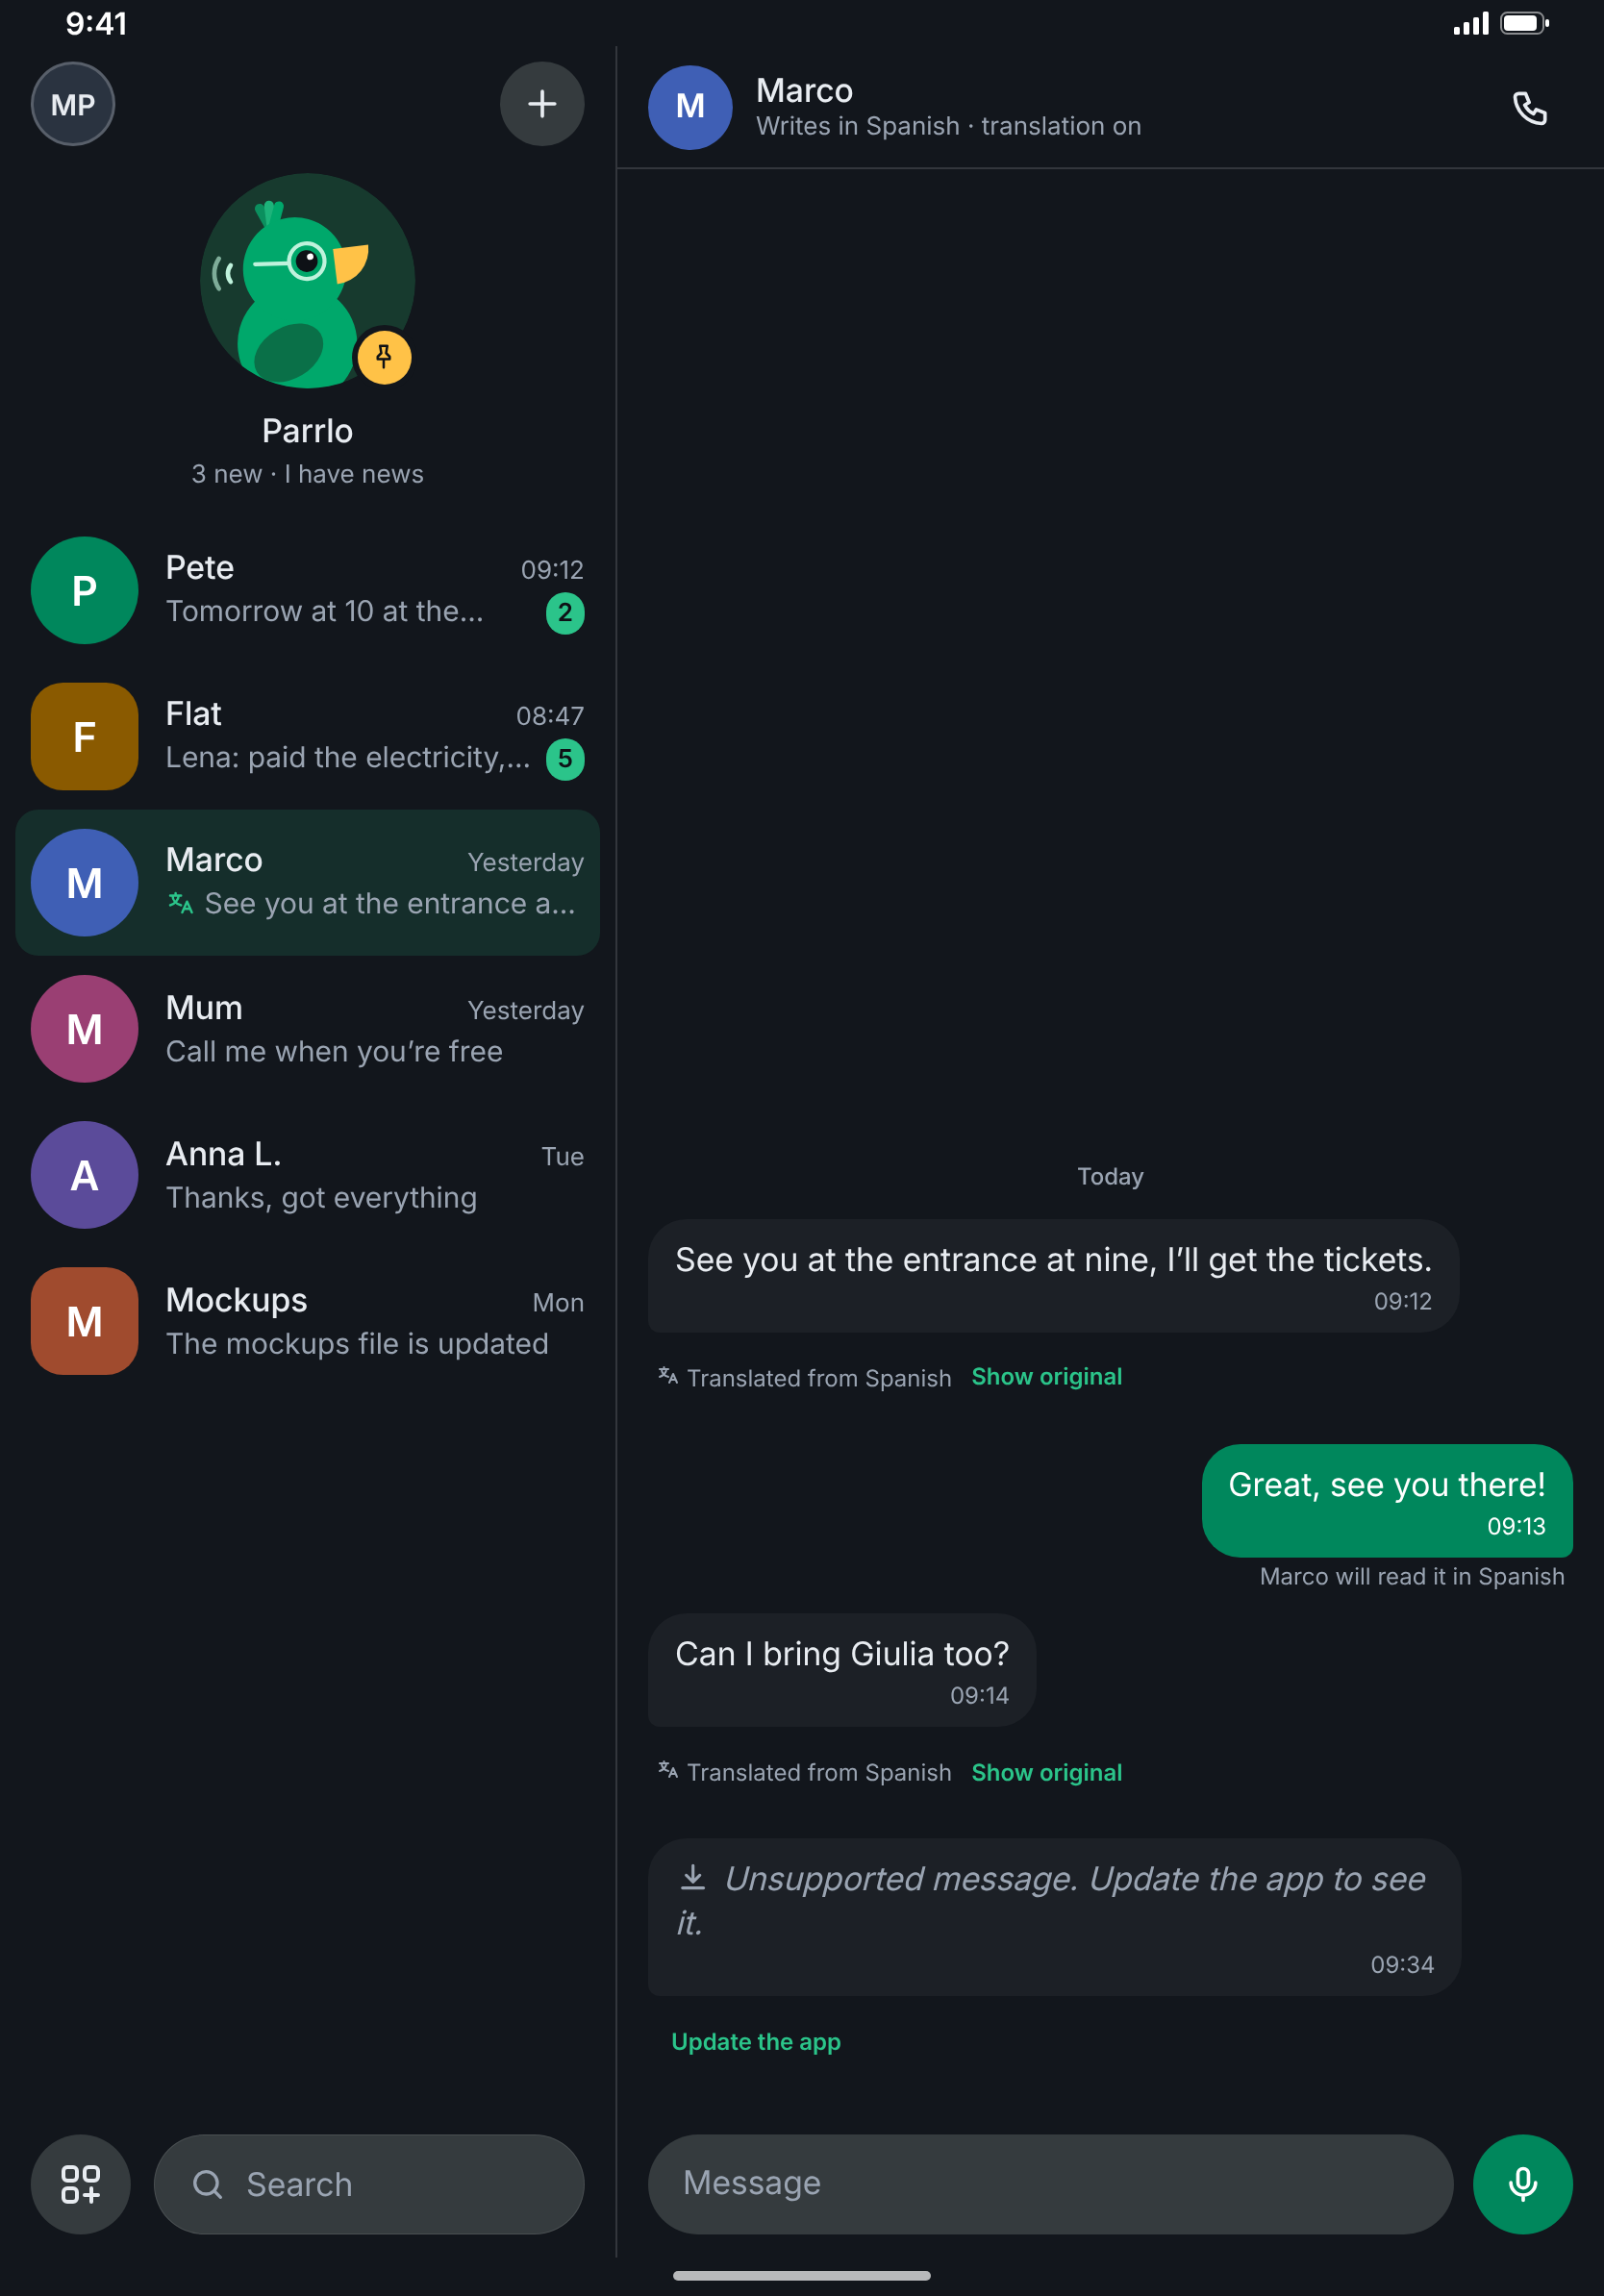 9:41
MP
Parrlo
3 new · I have news
P
Pete
09:12
Tomorrow at 10 at the...
2
F
Flat
08:47
Lena: paid the electricity,...
5
M
Marco
Yesterday
See you at the entrance a...
M
Mum
Yesterday
Call me when you’re free
A
Anna L.
Tue
Thanks, got everything
M
Mockups
Mon
The mockups file is updated
Search
M
Marco
Writes in Spanish · translation on
Today
See you at the entrance at nine, I’ll get the tickets.
09:12
Translated from Spanish Show original
Great, see you there!
09:13
Marco will read it in Spanish
Can I bring Giulia too?
09:14
Translated from Spanish Show original
Unsupported message. Update the app to see
it.
09:34
Update the app
Message